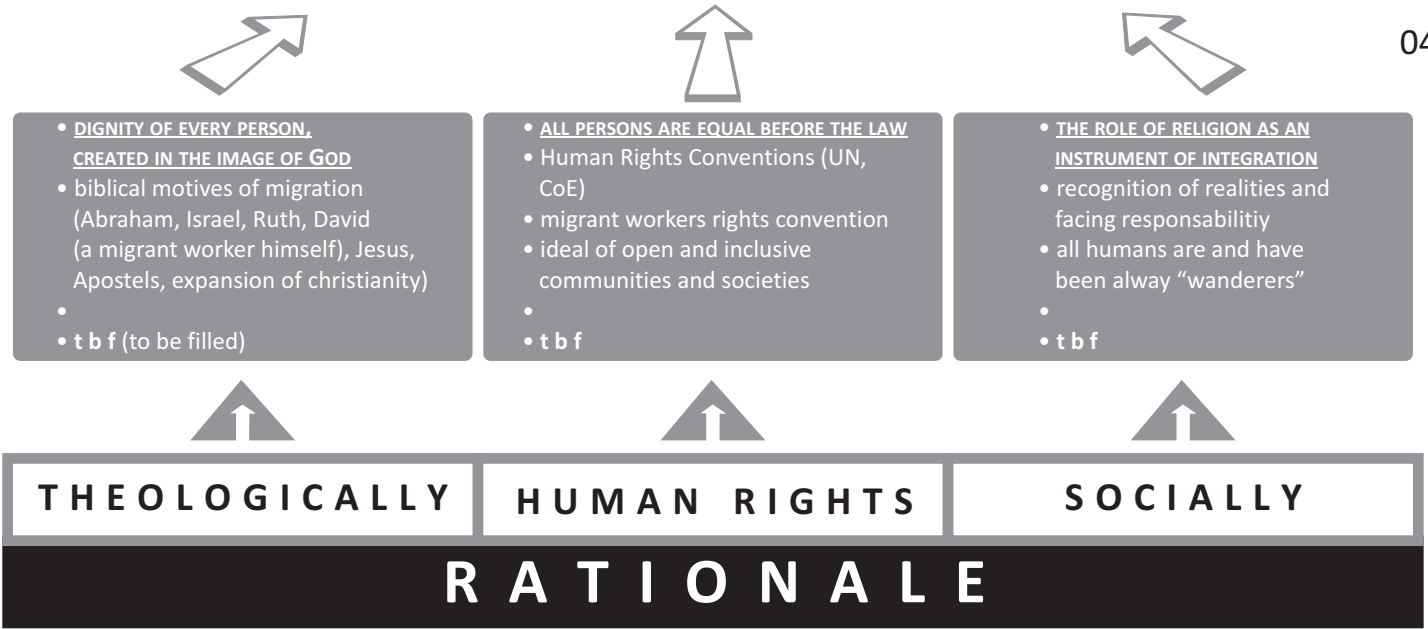 04
• DIGNITY OF EVERY PERSON,
CREATED IN THE IMAGE OF GOD
• biblical motives of migration
(Abraham, Israel, Ruth, David
(a migrant worker himself), Jesus,
Apostels, expansion of christianity)
•
• t b f (to be filled)
• ALL PERSONS ARE EQUAL BEFORE THE LAW
• Human Rights Conventions (UN,
CoE)
• migrant workers rights convention
• ideal of open and inclusive
communities and societies
•
• t b f
• THE ROLE OF RELIGION AS AN
INSTRUMENT OF INTEGRATION
• recognition of realities and
facing responsabilitiy
• all humans are and have
been alway “wanderers”
•
• t b f
THEOLOGICALLY
HUMAN RIGHTS
SOCIALLY
RATIONALE